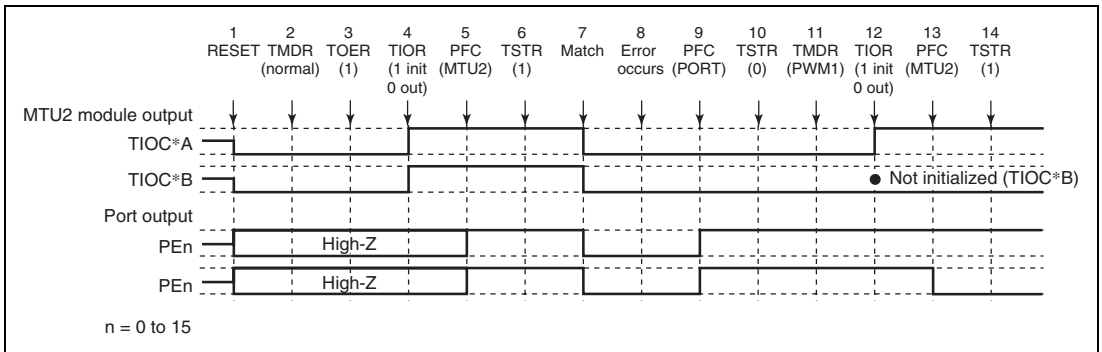 1 2 3 4 5 6 7 8 9 10 11 12 13 14
RESET TMDR TOER TIOR PFC TSTR Match Error PFC TSTR TMDR TIOR PFC TSTR
(normal) (1) (1 init (MTU2) (1) occurs (PORT) (0) (PWM1) (1 init (MTU2) (1)
0 out) 0 out)
MTU2 module output
TIOC*A
TIOC*B ● Not initialized (TIOC*B)
Port output
PEn High-Z
PEn High-Z
n = 0 to 15